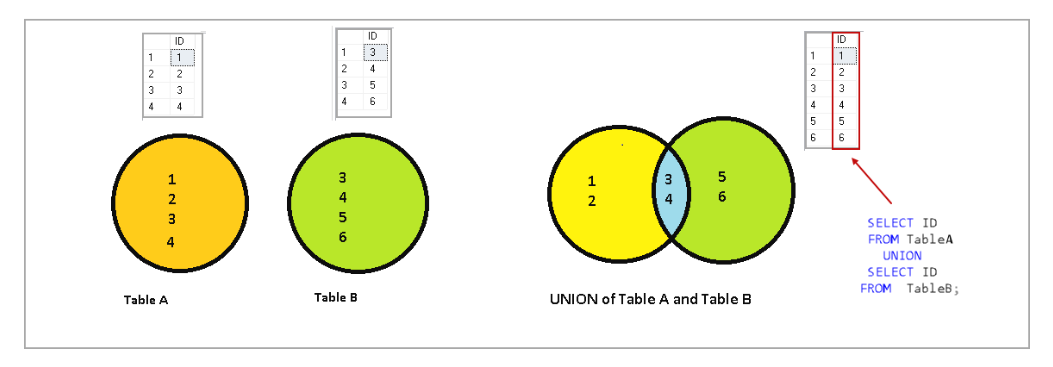 ID
1 1
2 2
3 3
4 4
ID
1 3
2 4
3 5
4 6
ID
1 1
2 2
3 3
4 4
5 5
6 6
1
2
3
4
Table A
3
4
5
6
Table B
1
2
3
4
5
6
UNION of Table A and Table B
SELECT ID
FROM TableA
UNION
SELECT ID
FROM TableB;